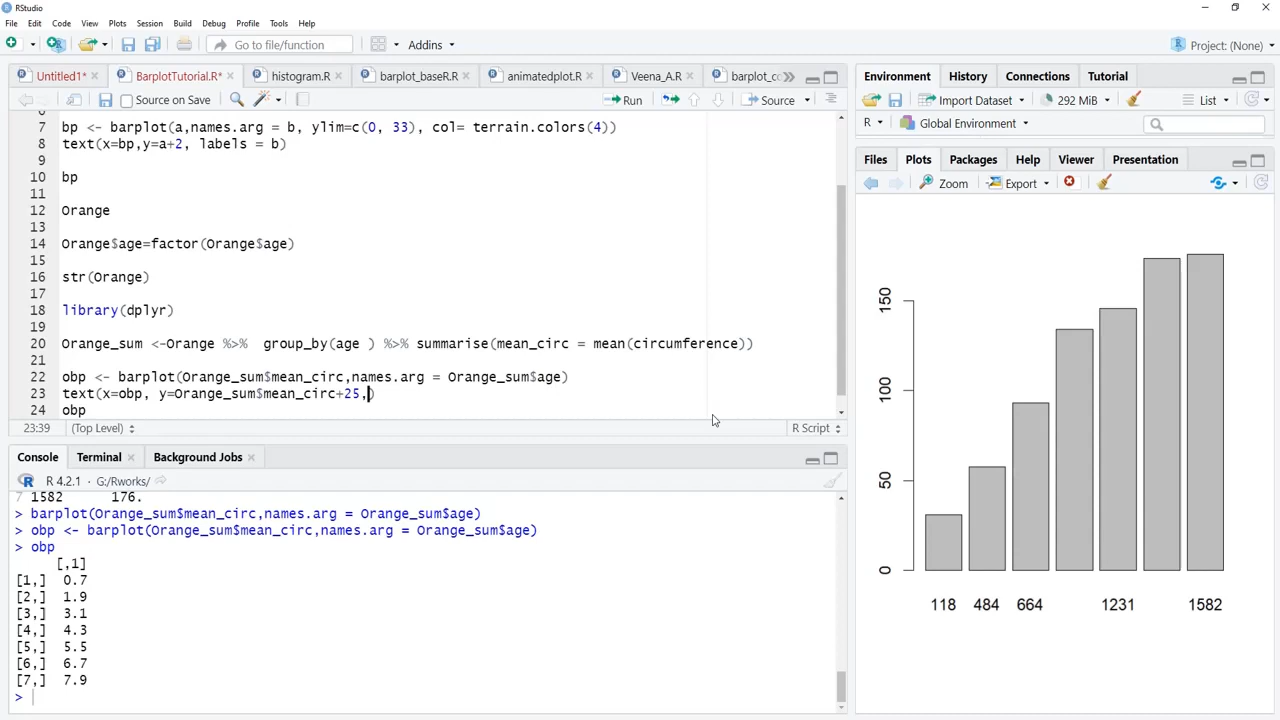 RStudio
File Edit Code View Plots Session Build Debug Profile Tools Help
Go to file/function Addins Project: (None)
Untitled1* BarplotTutorial.R* histogram.R barplot_baseR.R animatedplot.R Veena_A.R barplot_co
Source on Save Run Source
7 bp <- barplot(a,names.arg = b, ylim=c(0, 33), col= terrain.colors(4))
8 text(x=bp,y=a+2, labels = b)
9
10 bp
11
12 Orange
13
14 Orange$age=factor(Orange$age)
15
16 str(Orange)
17
18 library(dplyr)
19
20 Orange_sum <-Orange %>%  group_by(age ) %>% summarise(mean_circ = mean(circumference))
21
22 obp <- barplot(Orange_sum$mean_circ,names.arg = Orange_sum$age)
23 text(x=obp, y=Orange_sum$mean_circ+25,)
24 obp
23:39 (Top Level) R Script
Console Terminal Background Jobs
R 4.2.1 · G:/Rworks/
7 1582 176.
> barplot(Orange_sum$mean_circ,names.arg = Orange_sum$age)
> obp <- barplot(Orange_sum$mean_circ,names.arg = Orange_sum$age)
> obp
[,1]
[1,] 0.7
[2,] 1.9
[3,] 3.1
[4,] 4.3
[5,] 5.5
[6,] 6.7
[7,] 7.9
>
Environment History Connections Tutorial
Import Dataset 292 MiB List
R Global Environment
Files Plots Packages Help Viewer Presentation
Zoom Export
150
100
50
0
118 484 664 1231 1582